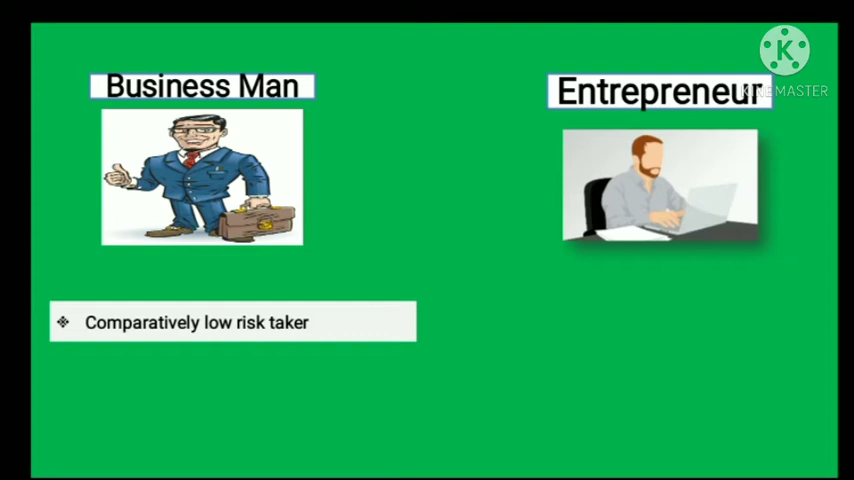 Business Man
Entrepreneur
K
KINEMASTER
❖ Comparatively low risk taker